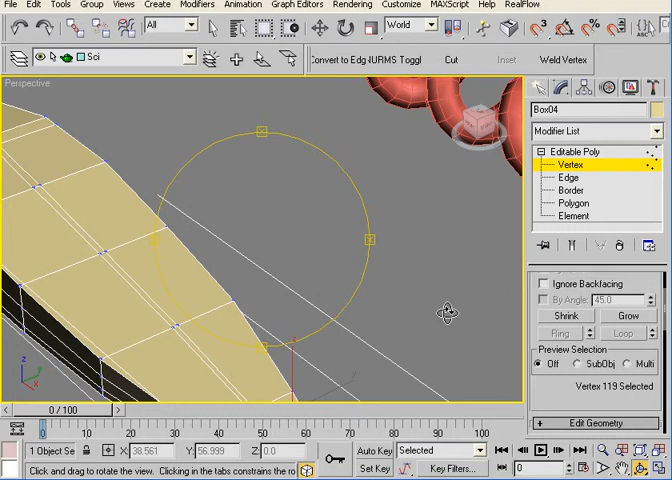 Edit Tools Group Views Create Modifiers Animation Graph Editors Rendering Customize MAXScript Help RealFlow
All World 3 %
Sci Convert to Edg JURMS Toggl Cut Inset Weld Vertex
Perspective
Box04
Modifier List
Editable Poly
Vertex
Edge
Border
Polygon
Element
Ignore Backfacing
By Angle: 45.0
Shrink Grow
Ring Loop
Preview Selection
Off SubObj Multi
Vertex 119 Selected
z
y
x
+ Edit Geometry
< 0 / 100 >
0 10 20 30 40 50 60 70 80 90 100
1 Object Se X: 38.561 Y: 56.999 Z: 0.0 Auto Key Selected
Click and drag to rotate the view. Clicking in the tabs constrains the ro Set Key Key Filters... 0